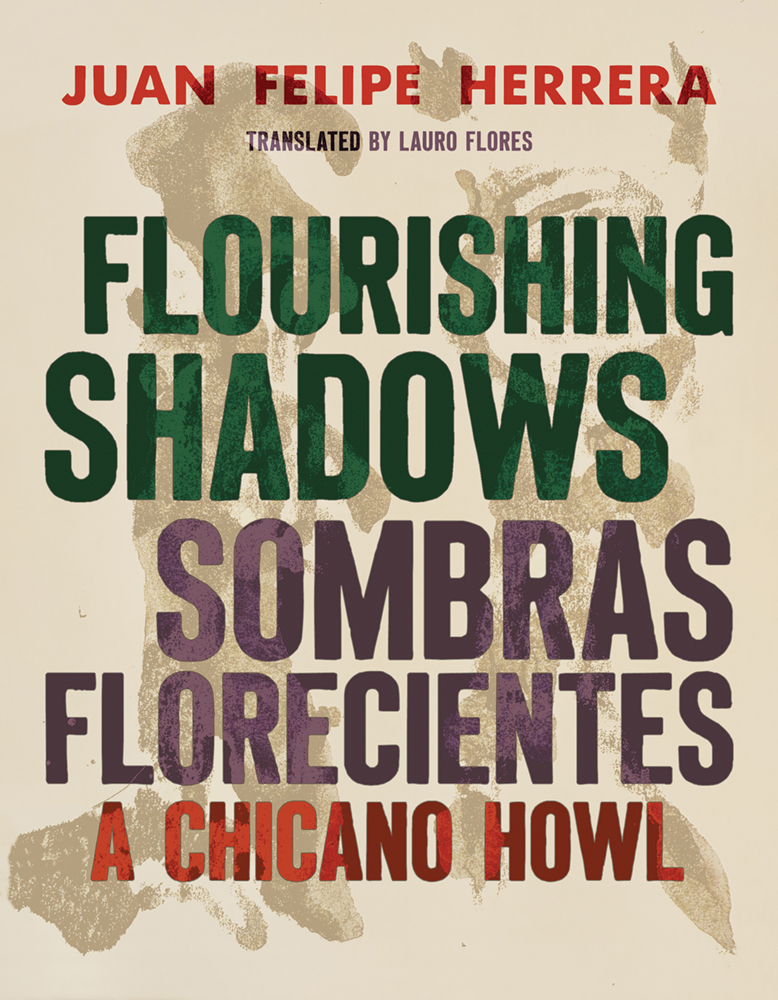 JUAN FELIPE HERRERA
TRANSLATED BY LAURO FLORES
FLOURISHING
SHADOWS
SOMBRAS
FLORECIENTES
A CHICANO HOWL